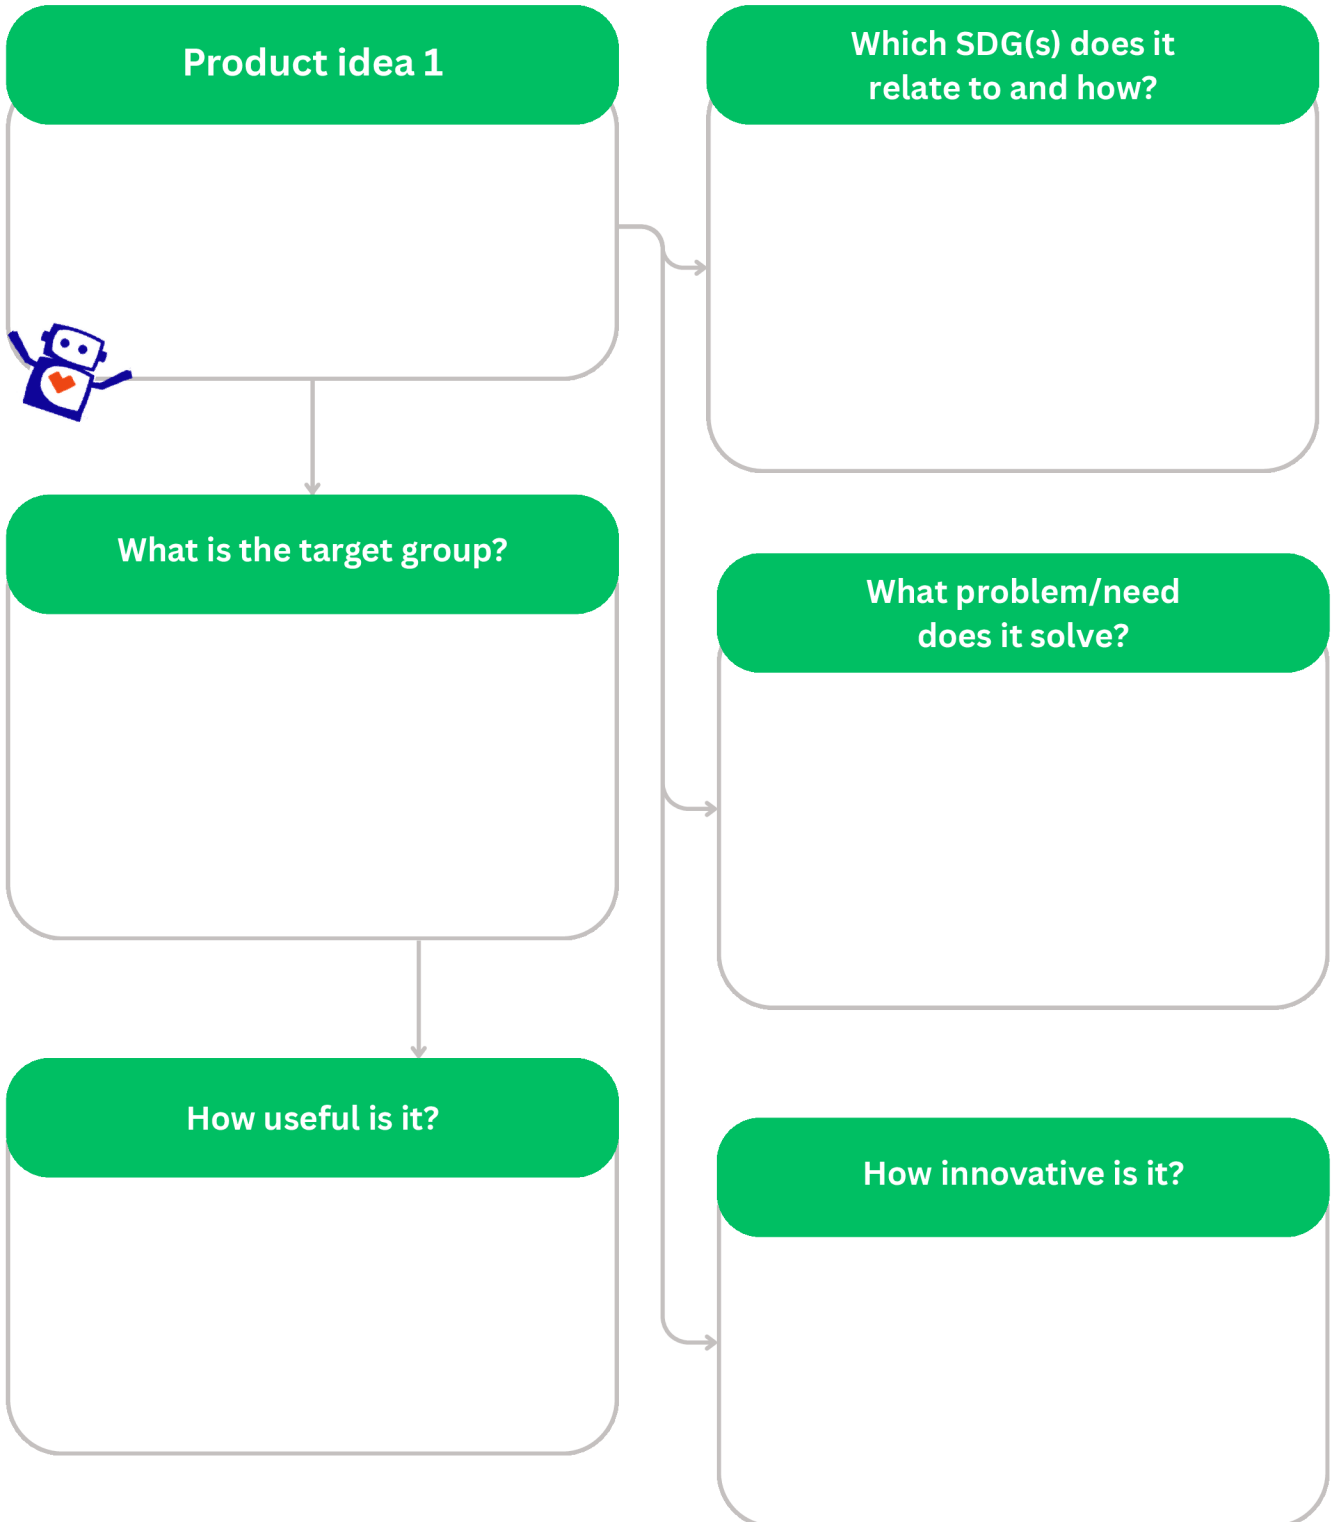 Product idea 1
Which SDG(s) does it
relate to and how?
What is the target group?
What problem/need
does it solve?
How useful is it?
How innovative is it?